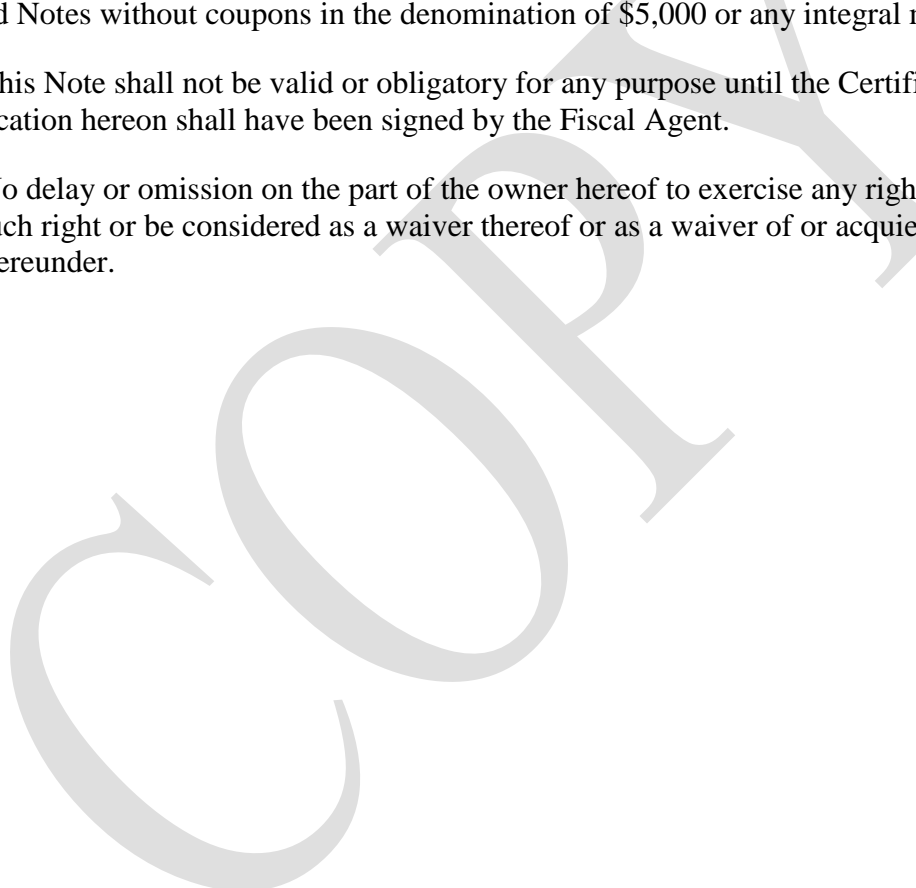 d Notes without coupons in the denomination of $5,000 or any integral
his Note shall not be valid or obligatory for any purpose until the Certifi
cation hereon shall have been signed by the Fiscal Agent.
o delay or omission on the part of the owner hereof to exercise any righ
uch right or be considered as a waiver thereof or as a waiver of or acquie
ereunder.
COPY